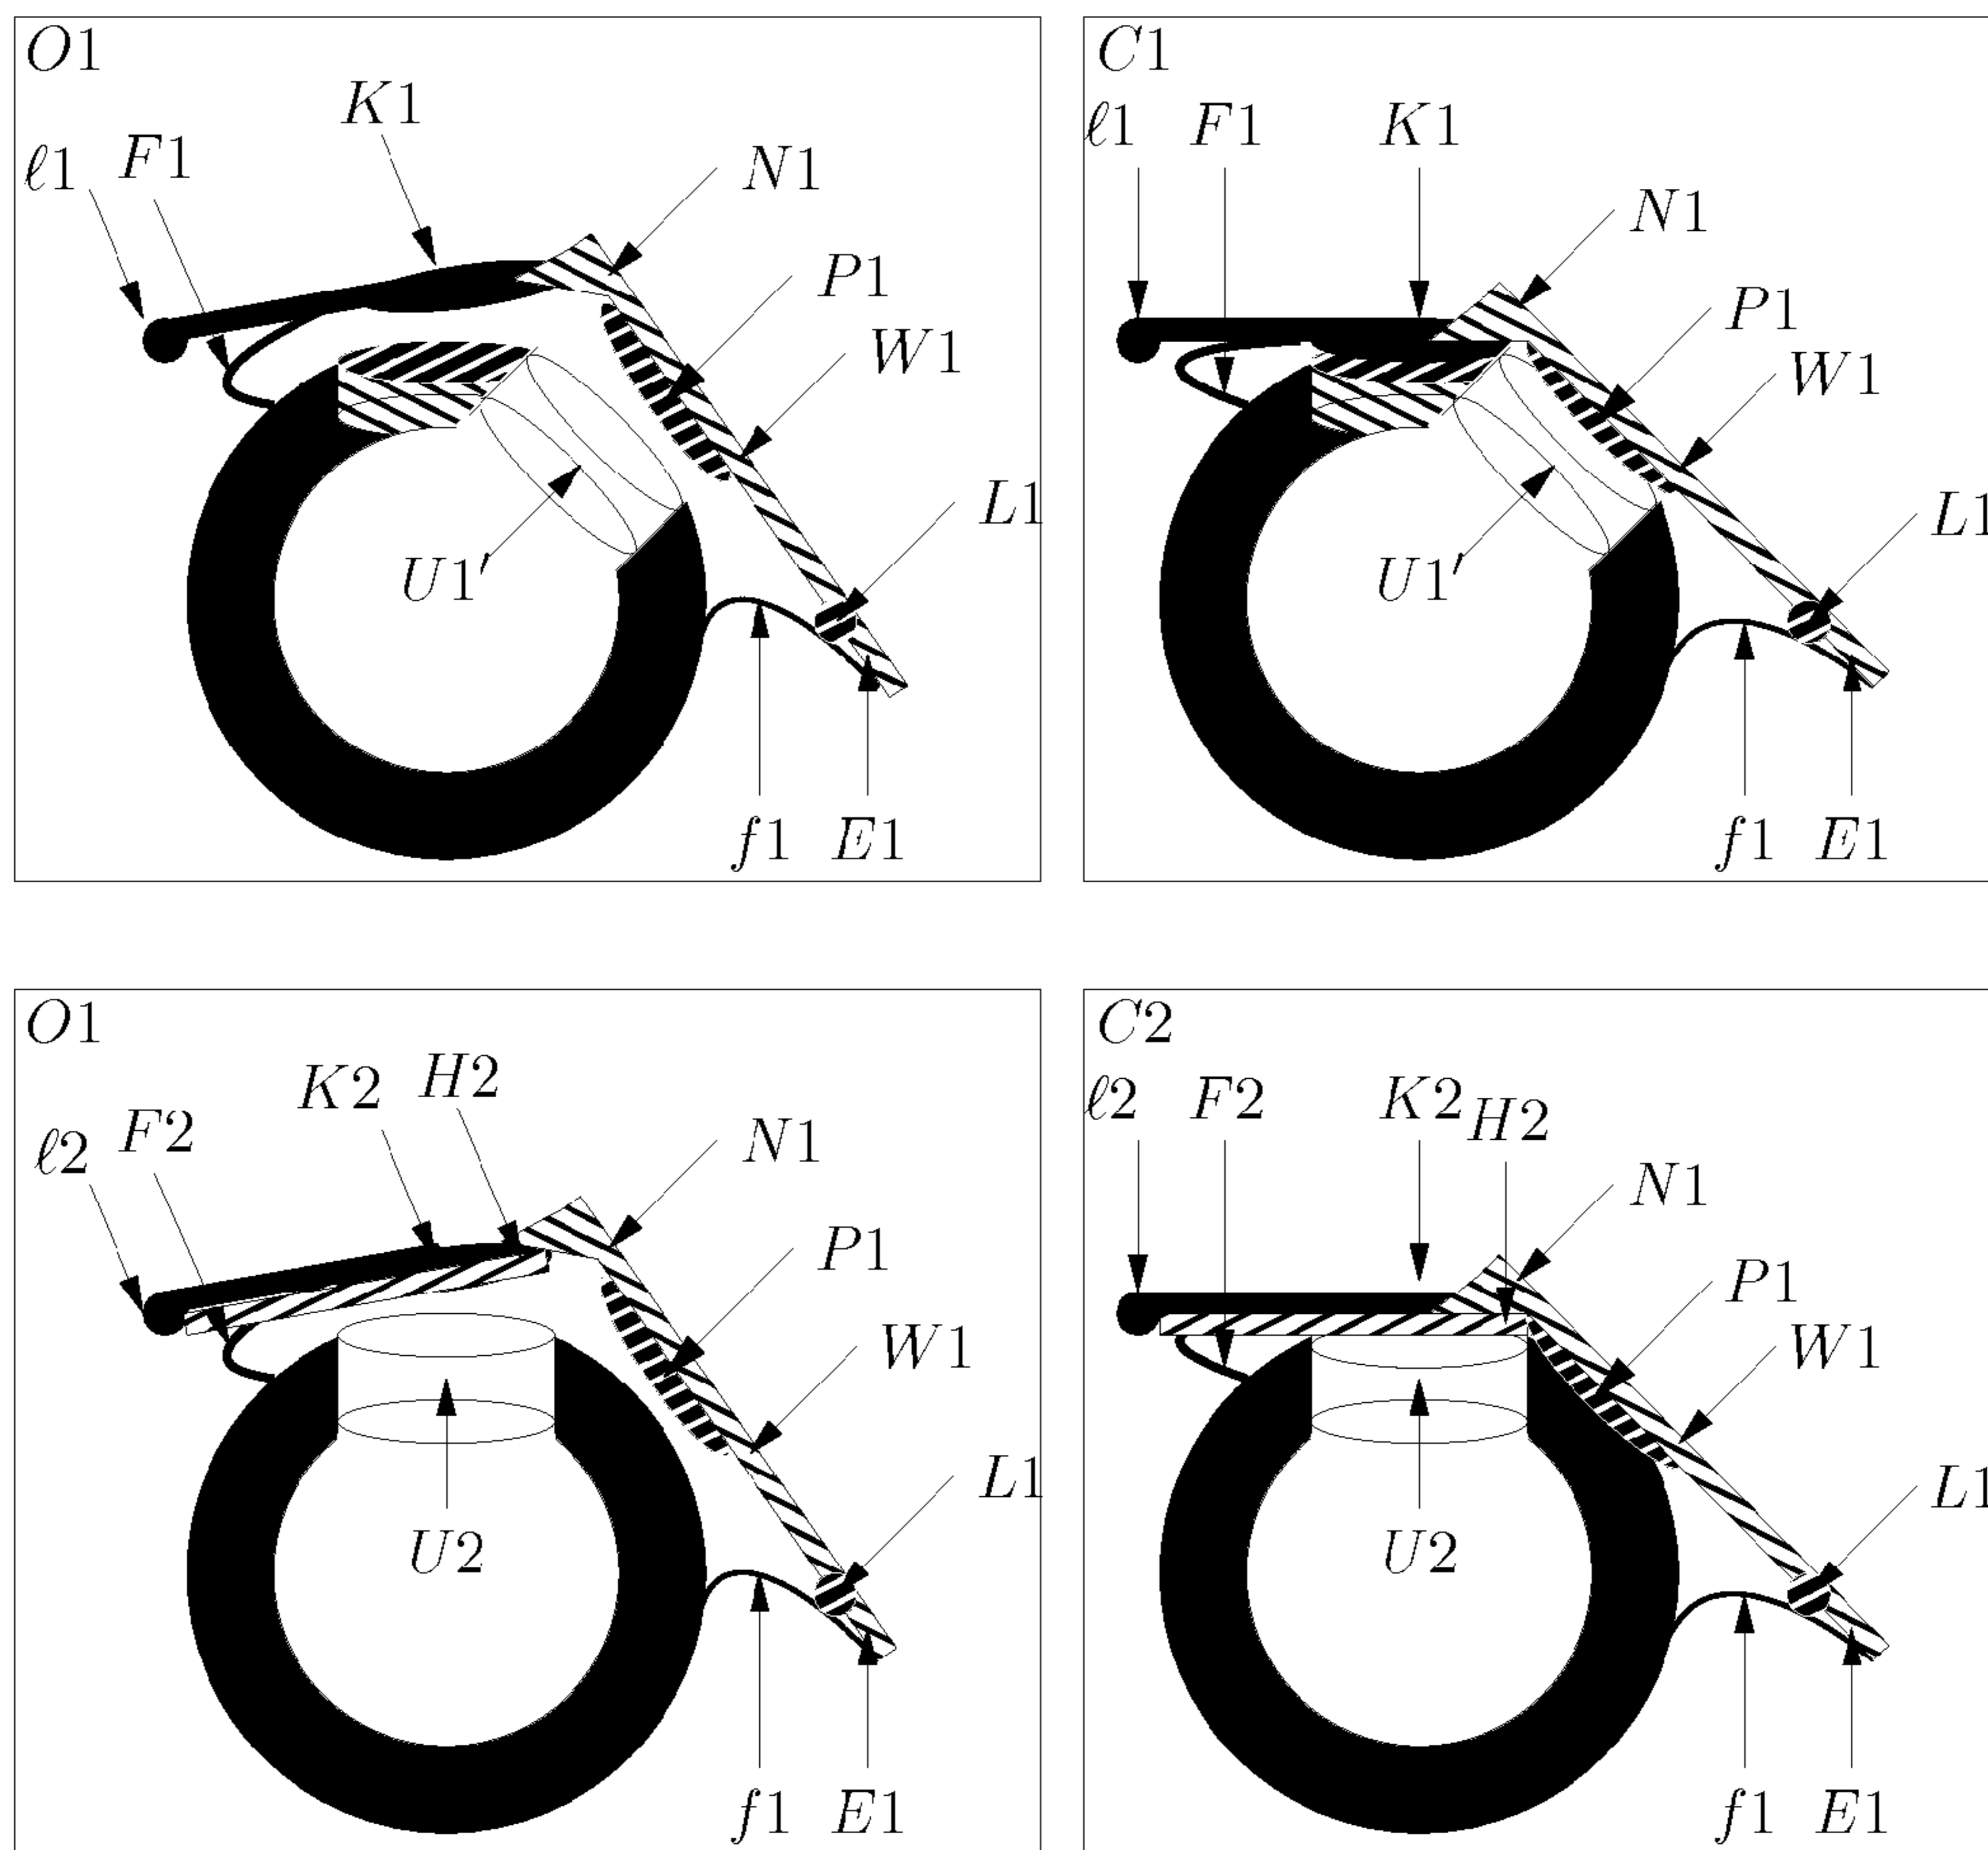 O1
K1
ℓ1 F1
N1
P1
W1
L1
U1′
f1 E1
C1
ℓ1 F1 K1
N1
P1
W1
L1
U1′
f1 E1
O1
K2 H2
ℓ2 F2
N1
P1
W1
L1
U2
f1 E1
C2
ℓ2 F2 K2 H2
N1
P1
W1
L1
U2
f1 E1